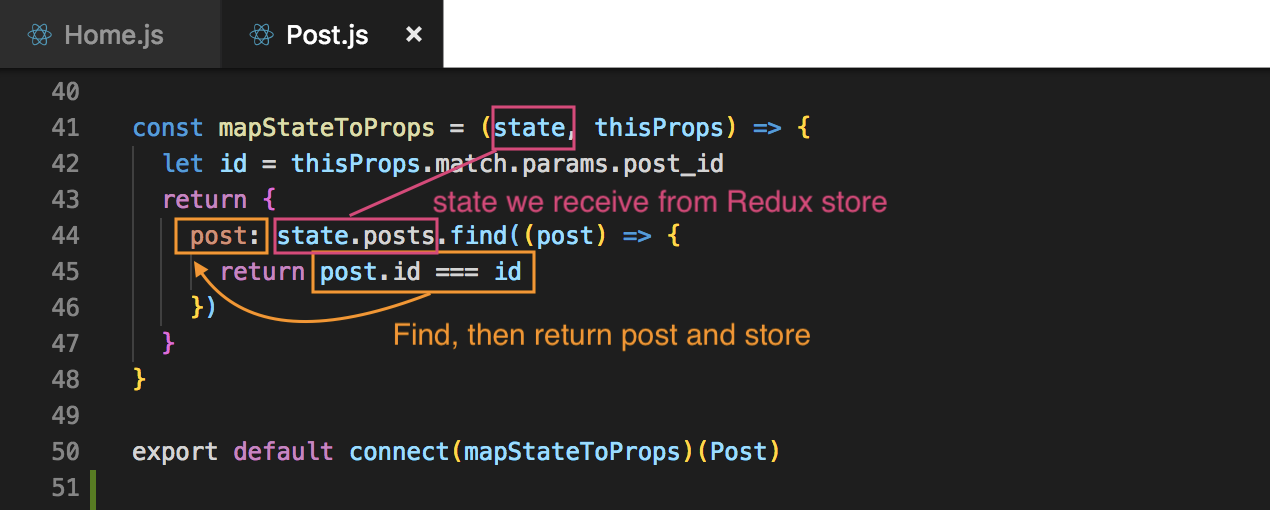 Home.js Post.js ×
40
41 const mapStateToProps = (state, thisProps) => {
42 let id = thisProps.match.params.post_id
43 return {
state we receive from Redux store
44 post: state.posts.find((post) => {
45 return post.id === id
46 })
Find, then return post and store
47 }
48 }
49
50 export default connect(mapStateToProps)(Post)
51